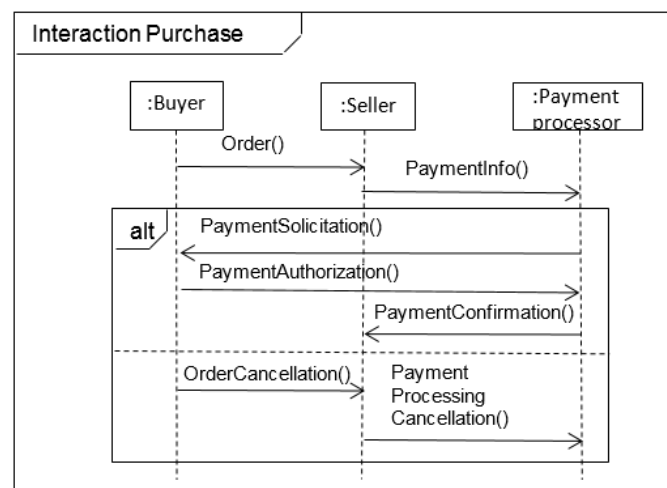 Interaction Purchase
:Buyer
:Seller
:Payment
processor
Order()
PaymentInfo()
alt
PaymentSolicitation()
PaymentAuthorization()
PaymentConfirmation()
OrderCancellation()
Payment
Processing
Cancellation()